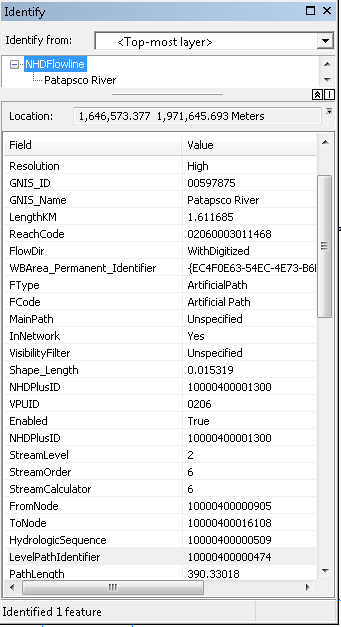 Identify
Identify from: <Top-most layer>
NHDFlowline
Patapsco River
Location: 1,646,573.377 1,971,645.693 Meters
Field Value
Resolution High
GNIS_ID 00597875
GNIS_Name Patapsco River
LengthKM 1.611685
ReachCode 02060003011468
FlowDir WithDigitized
WBArea_Permanent_Identifier {EC4F0E63-54EC-4E73-B6
FType ArtificialPath
FCode Artificial Path
MainPath Unspecified
InNetwork Yes
VisibilityFilter Unspecified
Shape_Length 0.015319
NHDPlusID 10000400001300
VPUID 0206
Enabled True
NHDPlusID 10000400001300
StreamLevel 2
StreamOrder 6
StreamCalculator 6
FromNode 10000400000905
ToNode 10000400016108
HydrologicSequence 10000400000509
LevelPathIdentifier 10000400000474
PathLength 390.33018
Identified 1 feature